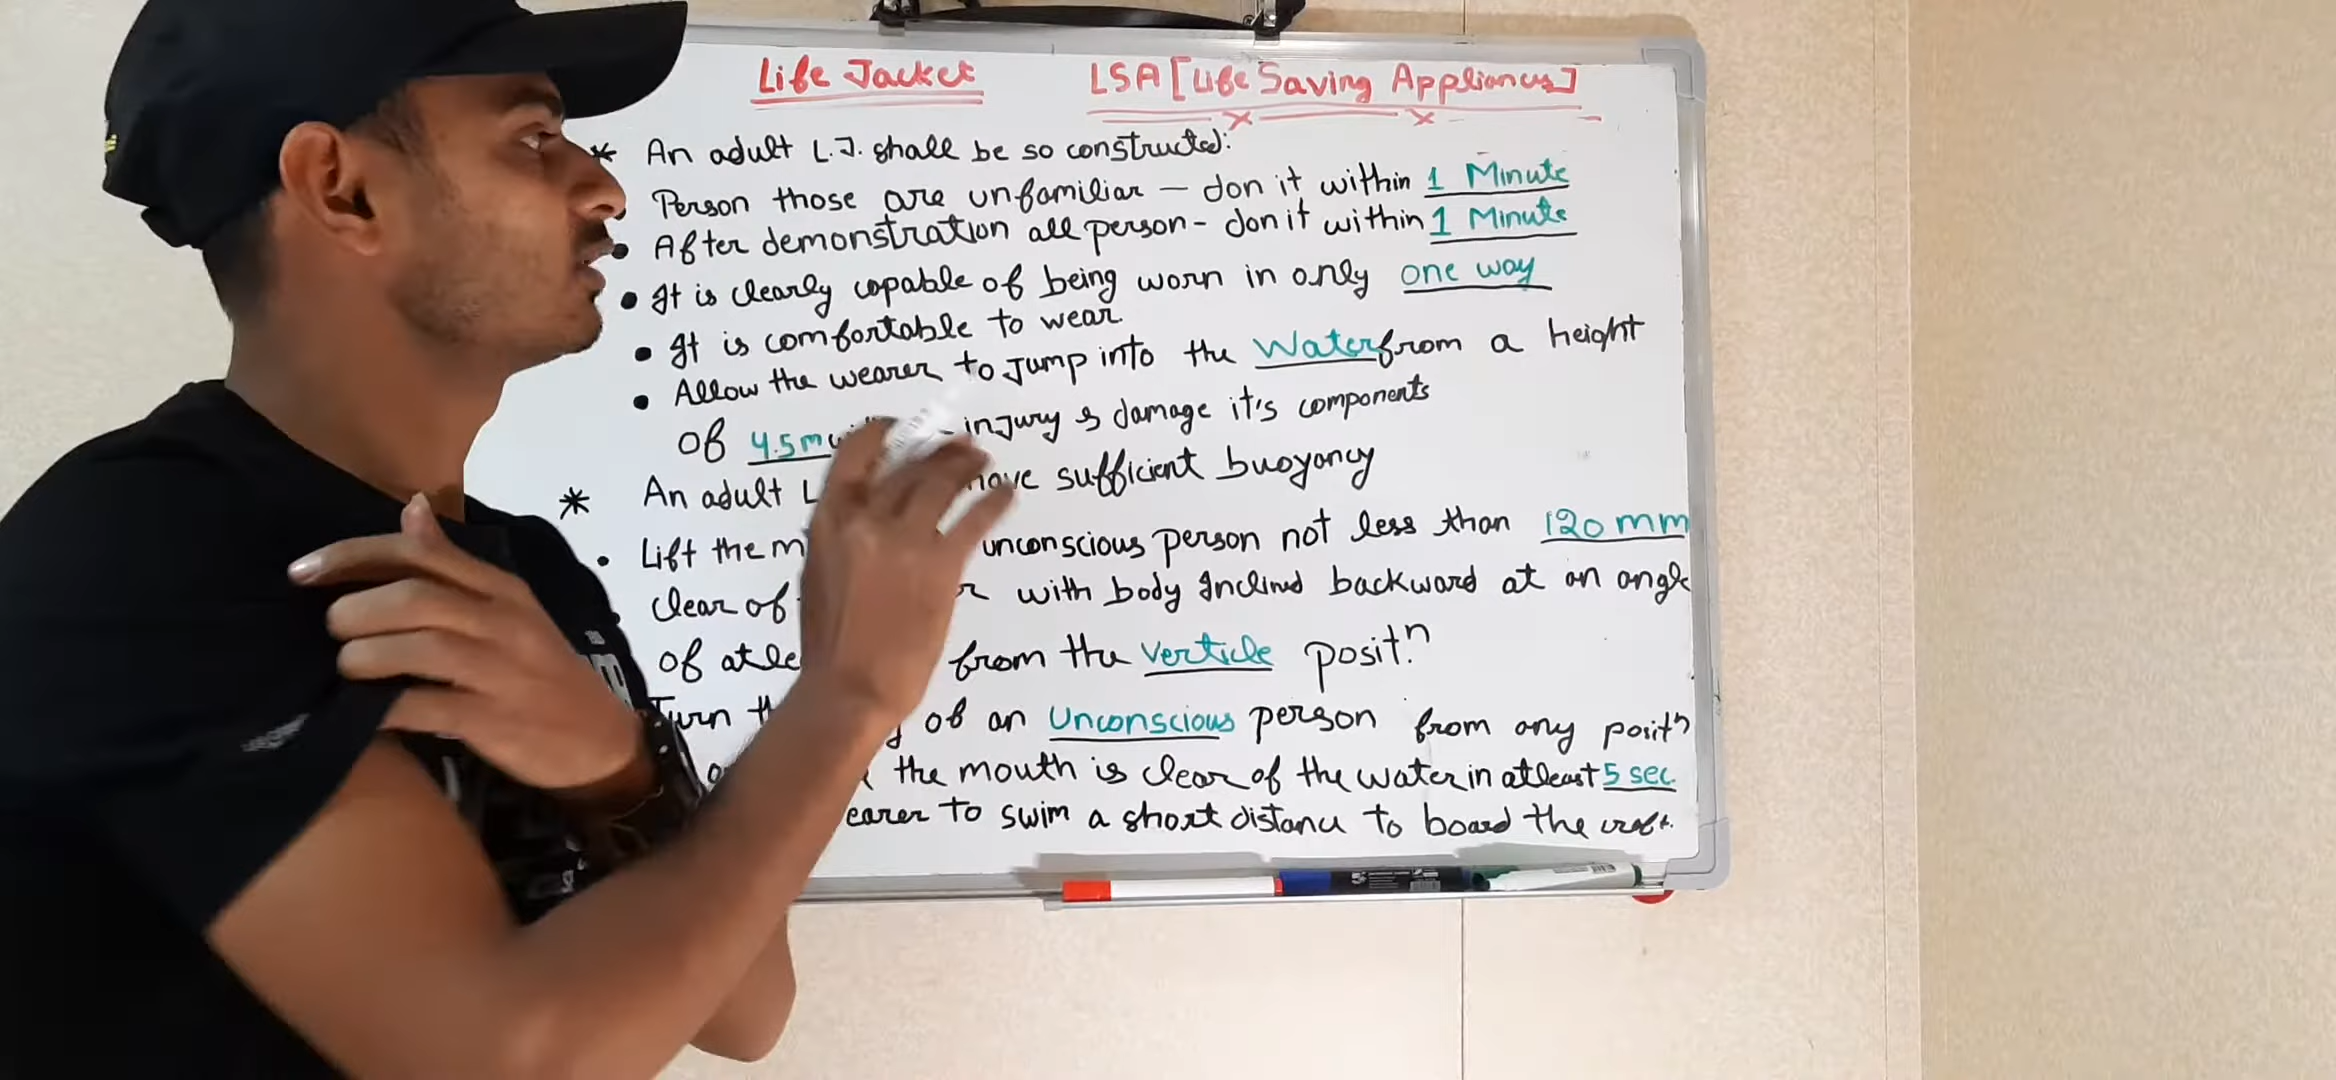 Life Jacket LSA [Life Saving Appliances]
* An adult L.J. shall be so constructed:
Person those are unfamiliar – don it within 1 Minute
• After demonstration all person - don it within 1 Minute
• It is clearly capable of being worn in only one way
• It is comfortable to wear
• Allow the wearer to Jump into the Water from a height
of 4.5m injury & damage it's components
* An adult L have sufficient buoyancy
• Lift the m unconscious person not less than 120 mm
clear of with body Inclined backward at an angle
of atle from the verticle positn
Turn th of an Unconscious person from any positn
the mouth is clear of the water in atleast 5 sec.
earer to swim a short distance to board the craft.